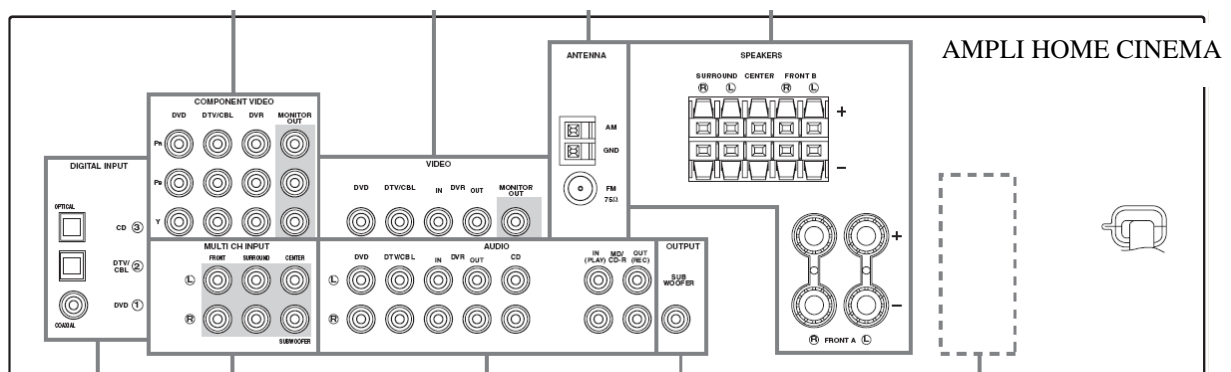 AMPLI HOME CINEMA
ANTENNA
AM
GND
FM
75Ω
SPEAKERS
SURROUND CENTER FRONT B
R L R L
+
–
+
–
R FRONT A L
COMPONENT VIDEO
DVD DTV/CBL DVR MONITOR
OUT
PR
PB
Y
VIDEO
DVD DTV/CBL IN DVR OUT MONITOR
OUT
DIGITAL INPUT
OPTICAL
CD 3
DTV/
CBL 2
DVD 1
COAXIAL
MULTI CH INPUT
FRONT SURROUND CENTER
L
R
SUBWOOFER
AUDIO
DVD DTV/CBL IN DVR OUT CD
IN MD/ OUT
(PLAY) CD-R (REC)
L
R
OUTPUT
SUB
WOOFER